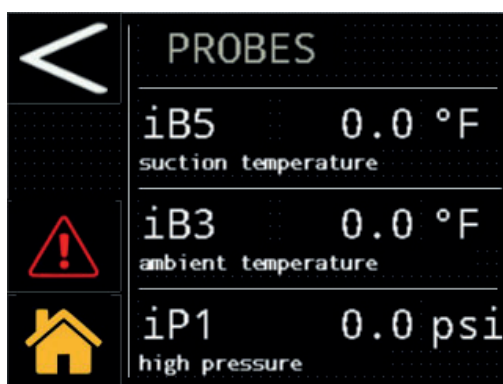 PROBES
iB5 0.0 °F
suction temperature
iB3 0.0 °F
ambient temperature
iP1 0.0 psi
high pressure